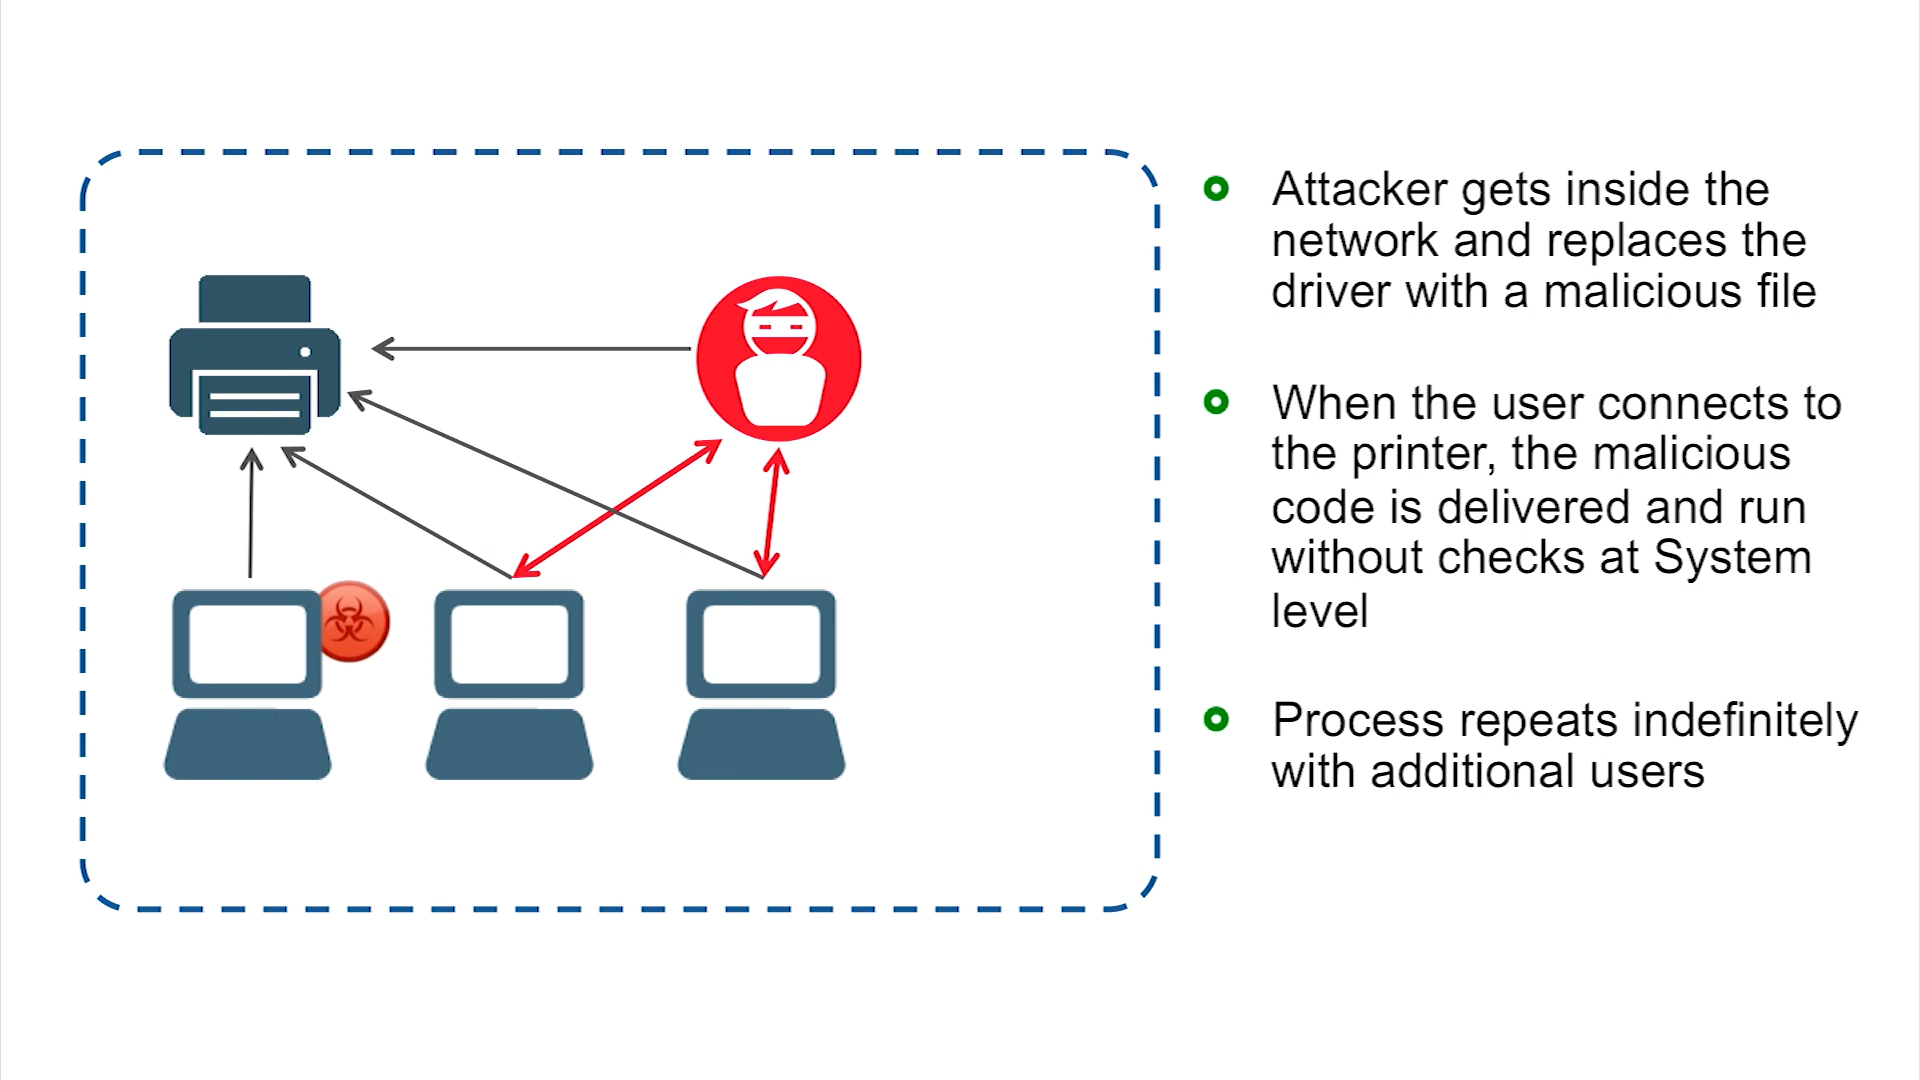 Attacker gets inside the
network and replaces the
driver with a malicious file
When the user connects to
the printer, the malicious
code is delivered and run
without checks at System
level
Process repeats indefinitely
with additional users